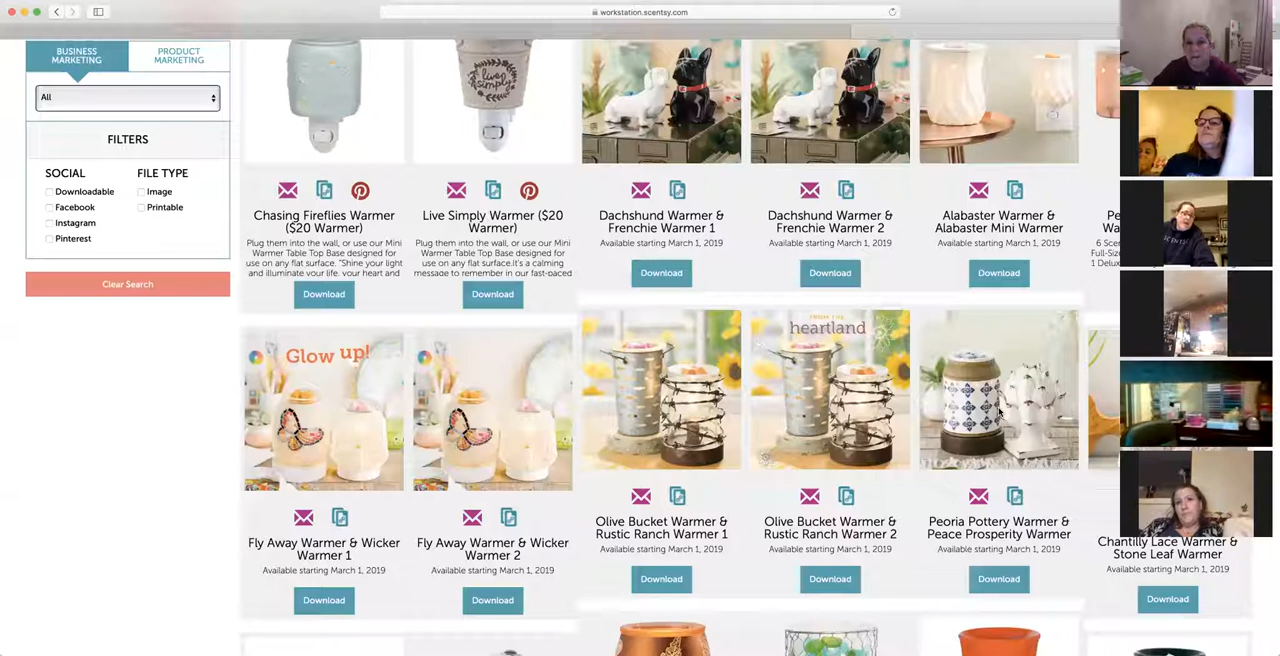 workstation.scentsy.com
BUSINESS
MARKETING
PRODUCT
MARKETING
All
FILTERS
SOCIAL
FILE TYPE
Downloadable
Image
Facebook
Printable
Instagram
Pinterest
Clear Search
live
simply
Chasing Fireflies Warmer
($20 Warmer)
Plug them into the wall, or use our Mini
Warmer Table Top Base designed for
use on any flat surface. "Shine your light
and illuminate your life, your heart and
Download
Live Simply Warmer ($20
Warmer)
Plug them into the wall, or use our Mini
Warmer Table Top Base designed for
use on any flat surface.it's a calming
message to remember in our fast-paced
Download
Dachshund Warmer &
Frenchie Warmer 1
Available starting March 1, 2019
Download
Dachshund Warmer &
Frenchie Warmer 2
Available starting March 1, 2019
Download
Alabaster Warmer &
Alabaster Mini Warmer
Available starting March 1, 2019
Download
Pe
6 Scen
Full-Siz
1 Delux
Glow up!
Fly Away Warmer & Wicker
Warmer 1
Available starting March 1, 2019
Download
Fly Away Warmer & Wicker
Warmer 2
Available starting March 1, 2019
Download
Olive Bucket Warmer &
Rustic Ranch Warmer 1
Available starting March 1, 2019
Download
heartland
Olive Bucket Warmer &
Rustic Ranch Warmer 2
Available starting March 1, 2019
Download
Peoria Pottery Warmer &
Peace Prosperity Warmer
Available starting March 1, 2019
Download
Chantilly Lace Warmer &
Stone Leaf Warmer
Available starting March 1, 2019
Download